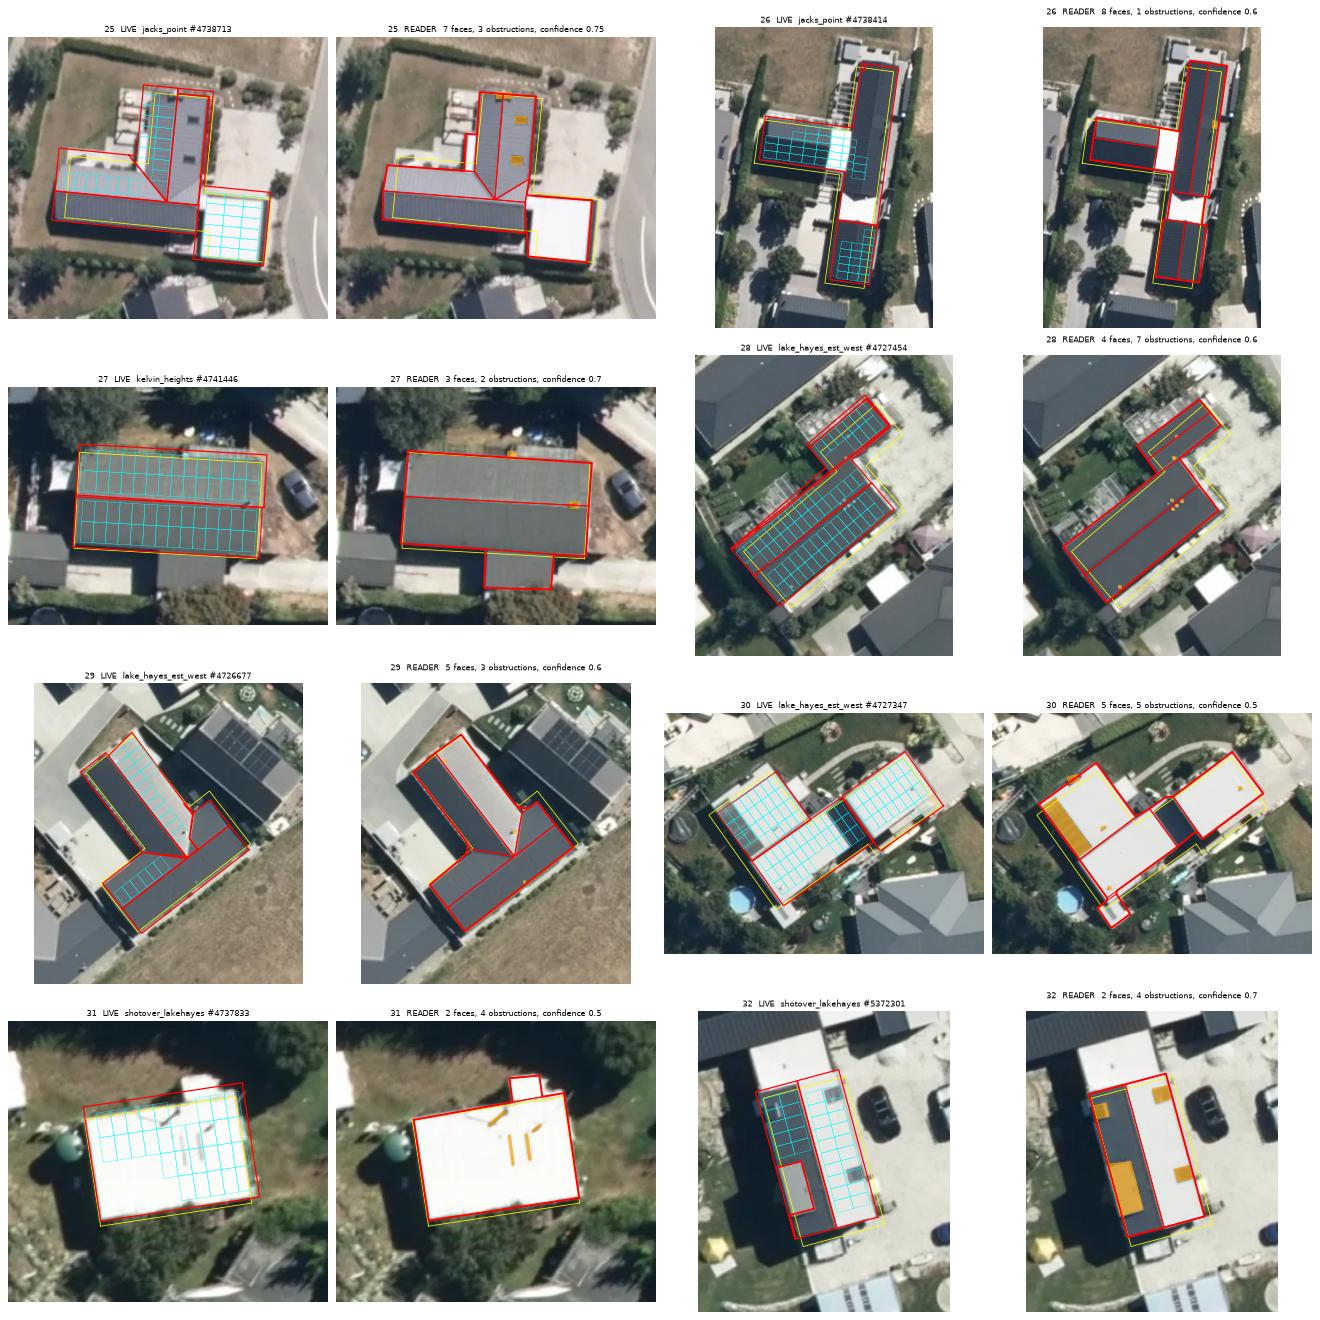 26 READER 8 faces, 1 obstructions, confidence 0.6
26 LIVE jacks_point #4738414
25 LIVE jacks_point #4738713
25 READER 7 faces, 3 obstructions, confidence 0.75
28 READER 4 faces, 7 obstructions, confidence 0.6
28 LIVE lake_hayes_est_west #4727454
27 LIVE kelvin_heights #4741446
27 READER 3 faces, 2 obstructions, confidence 0.7
29 READER 5 faces, 3 obstructions, confidence 0.6
29 LIVE lake_hayes_est_west #4726677
30 LIVE lake_hayes_est_west #4727347
30 READER 5 faces, 5 obstructions, confidence 0.5
32 READER 2 faces, 4 obstructions, confidence 0.7
32 LIVE shotover_lakehayes #5372301
31 LIVE shotover_lakehayes #4737833
31 READER 2 faces, 4 obstructions, confidence 0.5